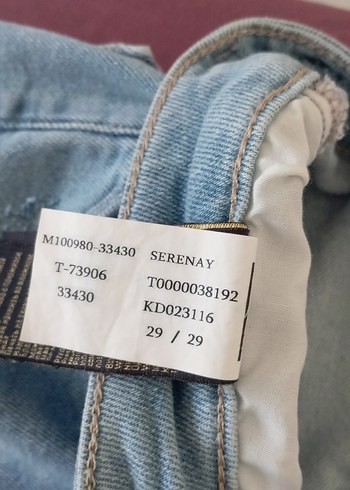 M100980-33430
T-73906
33430
SERENAY
T0000038192
KD023116
29 / 29